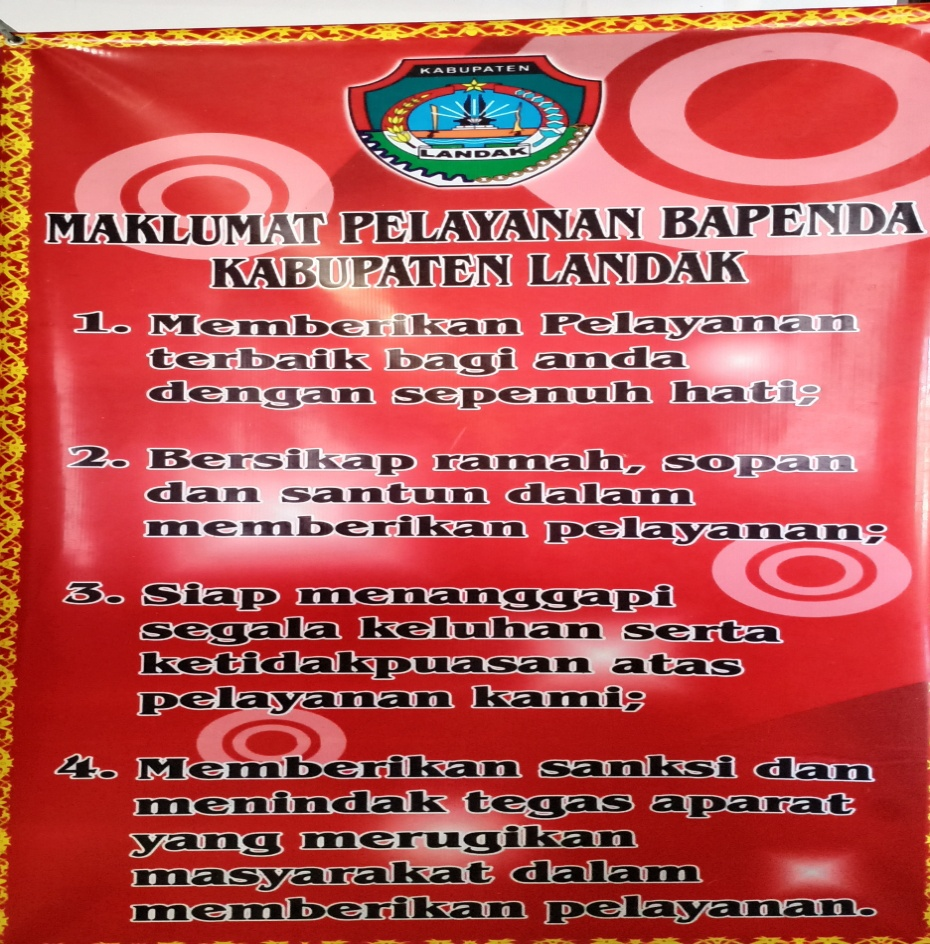 KABUPATEN
LANDAK
MAKLUMAT PELAYANAN BAPENDA
KABUPATEN LANDAK
1. Memberikan Pelayanan
terbaik bagi anda
dengan sepenuh hati;
2. Bersikap ramah, sopan
dan santun dalam
memberikan pelayanan;
3. Siap menanggapi
segala keluhan serta
ketidakpuasan atas
pelayanan kami;
4. Memberikan sanksi dan
menindak tegas aparat
yang merugikan
masyarakat dalam
memberikan pelayanan.